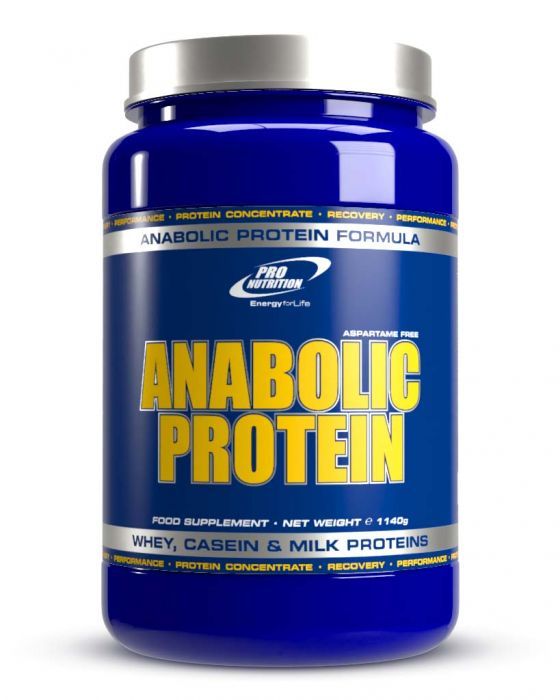 PERFORMANCE • PROTEIN CONCENTRATE • RECOVERY • PERFORMANCE •
ANABOLIC PROTEIN FORMULA
PRO
NUTRITION
Energy for Life
ASPARTAME FREE
ANABOLIC
PROTEIN
FOOD SUPPLEMENT • NET WEIGHT e 1140g
WHEY, CASEIN & MILK PROTEINS
• PERFORMANCE • PROTEIN CONCENTRATE • RECOVERY • PERFORMANCE •